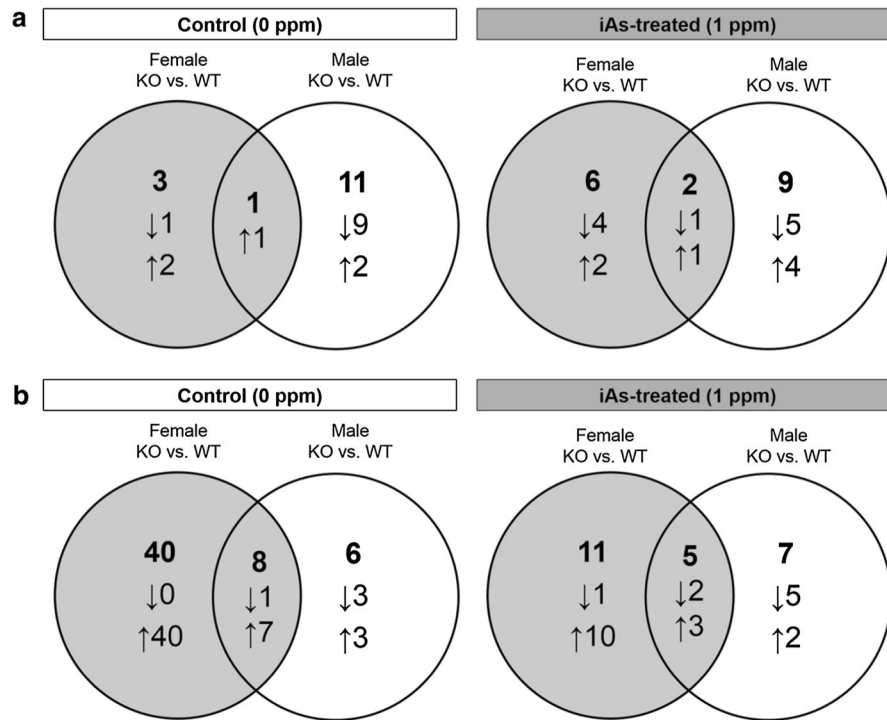 a
Control (0 ppm)
iAs-treated (1 ppm)
Female
KO vs. WT
Male
KO vs. WT
Female
KO vs. WT
Male
KO vs. WT
3
↓1
↑2
1
↑1
11
↓9
↑2
6
↓4
↑2
2
↓1
↑1
9
↓5
↑4
b
Control (0 ppm)
iAs-treated (1 ppm)
Female
KO vs. WT
Male
KO vs. WT
Female
KO vs. WT
Male
KO vs. WT
40
↓0
↑40
8
↓1
↑7
6
↓3
↑3
11
↓1
↑10
5
↓2
↑3
7
↓5
↑2